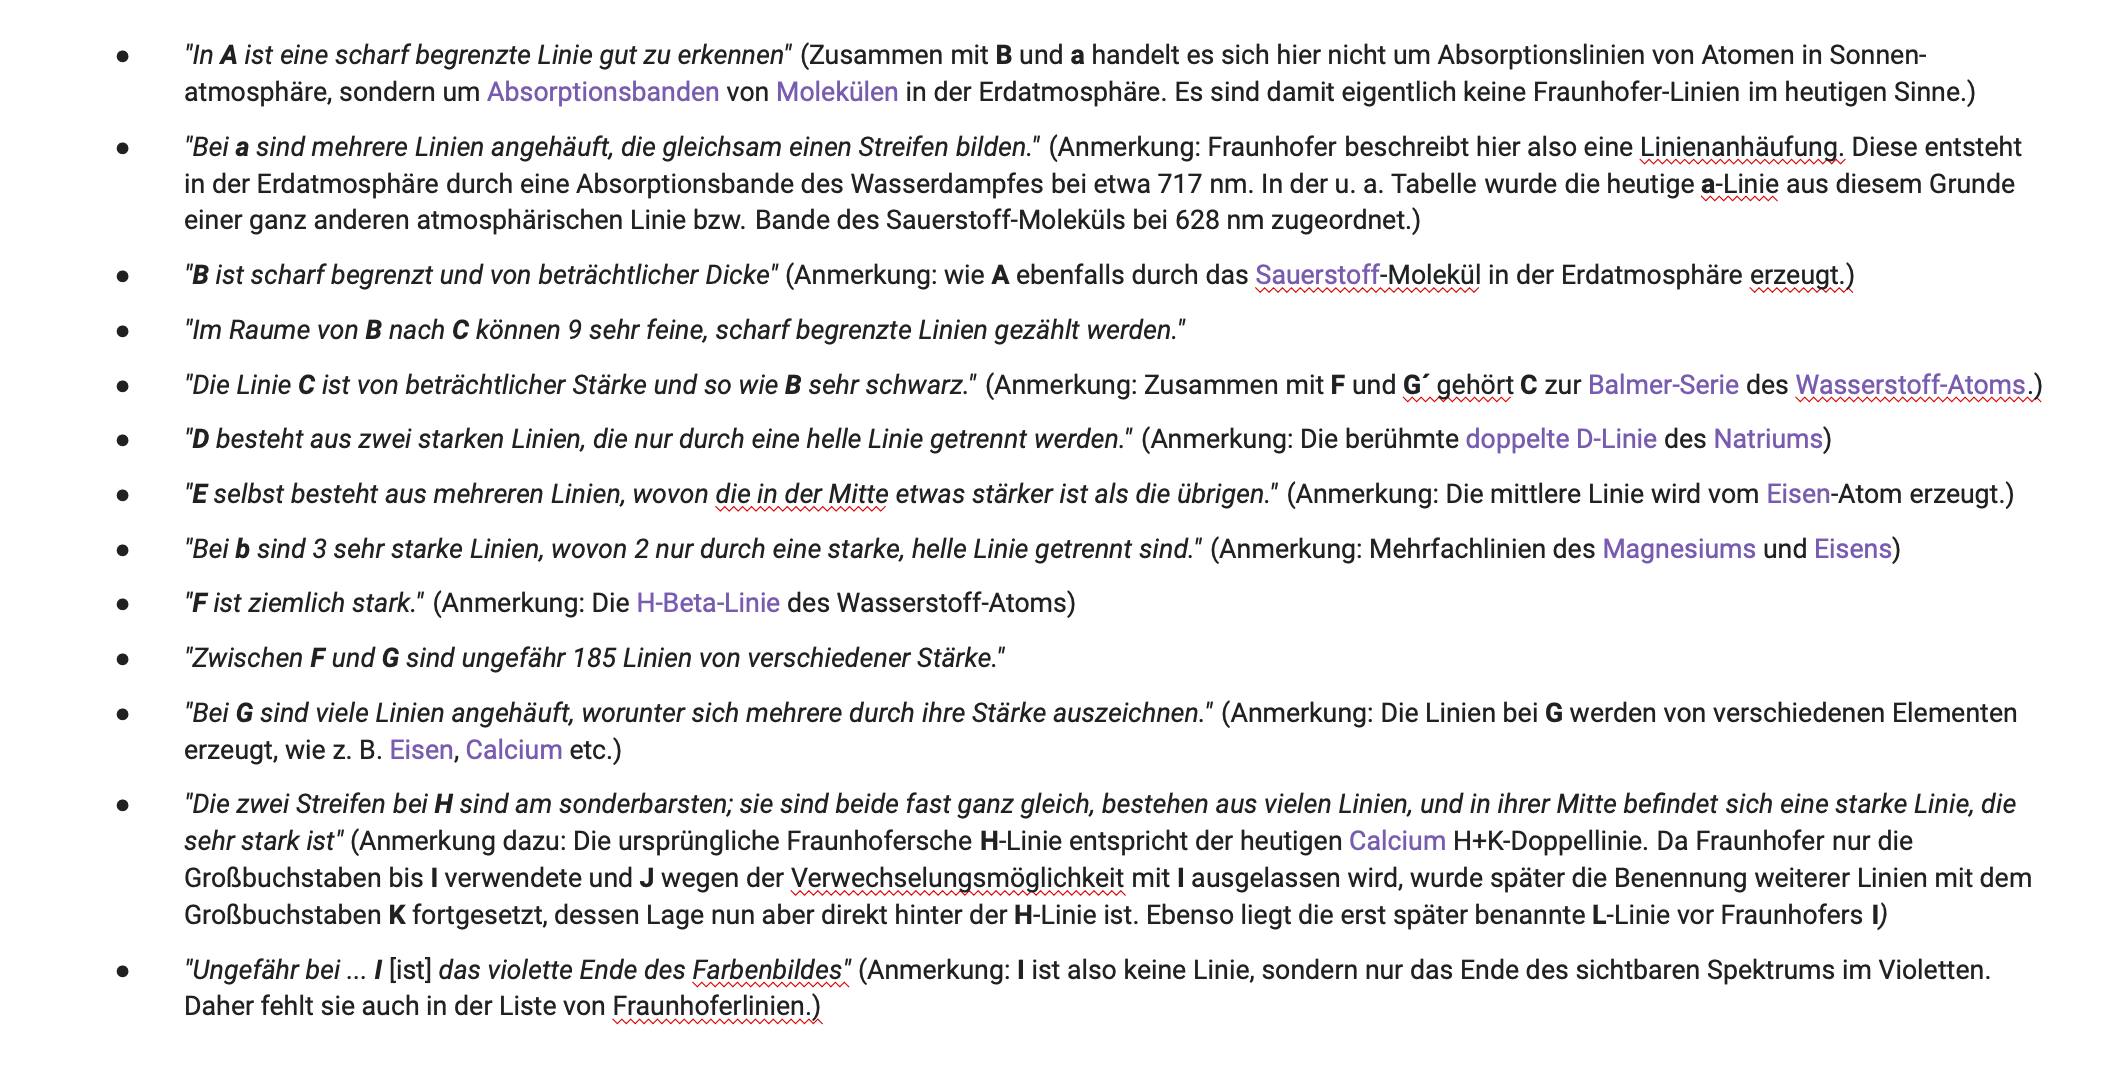 ● "In A ist eine scharf begrenzte Linie gut zu erkennen" (Zusammen mit B und a handelt es sich hier nicht um Absorptionslinien von Atomen in Sonnen-
atmosphäre, sondern um Absorptionsbanden von Molekülen in der Erdatmosphäre. Es sind damit eigentlich keine Fraunhofer-Linien im heutigen Sinne.)
● "Bei a sind mehrere Linien angehäuft, die gleichsam einen Streifen bilden." (Anmerkung: Fraunhofer beschreibt hier also eine Linienanhäufung. Diese entsteht
in der Erdatmosphäre durch eine Absorptionsbande des Wasserdampfes bei etwa 717 nm. In der u. a. Tabelle wurde die heutige a-Linie aus diesem Grunde
einer ganz anderen atmosphärischen Linie bzw. Bande des Sauerstoff-Moleküls bei 628 nm zugeordnet.)
● "B ist scharf begrenzt und von beträchtlicher Dicke" (Anmerkung: wie A ebenfalls durch das Sauerstoff-Molekül in der Erdatmosphäre erzeugt.)
● "Im Raume von B nach C können 9 sehr feine, scharf begrenzte Linien gezählt werden."
● "Die Linie C ist von beträchtlicher Stärke und so wie B sehr schwarz." (Anmerkung: Zusammen mit F und G´ gehört C zur Balmer-Serie des Wasserstoff-Atoms.)
● "D besteht aus zwei starken Linien, die nur durch eine helle Linie getrennt werden." (Anmerkung: Die berühmte doppelte D-Linie des Natriums)
● "E selbst besteht aus mehreren Linien, wovon die in der Mitte etwas stärker ist als die übrigen." (Anmerkung: Die mittlere Linie wird vom Eisen-Atom erzeugt.)
● "Bei b sind 3 sehr starke Linien, wovon 2 nur durch eine starke, helle Linie getrennt sind." (Anmerkung: Mehrfachlinien des Magnesiums und Eisens)
● "F ist ziemlich stark." (Anmerkung: Die H-Beta-Linie des Wasserstoff-Atoms)
● "Zwischen F und G sind ungefähr 185 Linien von verschiedener Stärke."
● "Bei G sind viele Linien angehäuft, worunter sich mehrere durch ihre Stärke auszeichnen." (Anmerkung: Die Linien bei G werden von verschiedenen Elementen
erzeugt, wie z. B. Eisen, Calcium etc.)
● "Die zwei Streifen bei H sind am sonderbarsten; sie sind beide fast ganz gleich, bestehen aus vielen Linien, und in ihrer Mitte befindet sich eine starke Linie, die
sehr stark ist" (Anmerkung dazu: Die ursprüngliche Fraunhofersche H-Linie entspricht der heutigen Calcium H+K-Doppellinie. Da Fraunhofer nur die
Großbuchstaben bis I verwendete und J wegen der Verwechselungsmöglichkeit mit I ausgelassen wird, wurde später die Benennung weiterer Linien mit dem
Großbuchstaben K fortgesetzt, dessen Lage nun aber direkt hinter der H-Linie ist. Ebenso liegt die erst später benannte L-Linie vor Fraunhofers I)
● "Ungefähr bei ... I [ist] das violette Ende des Farbenbildes" (Anmerkung: I ist also keine Linie, sondern nur das Ende des sichtbaren Spektrums im Violetten.
Daher fehlt sie auch in der Liste von Fraunhoferlinien.)